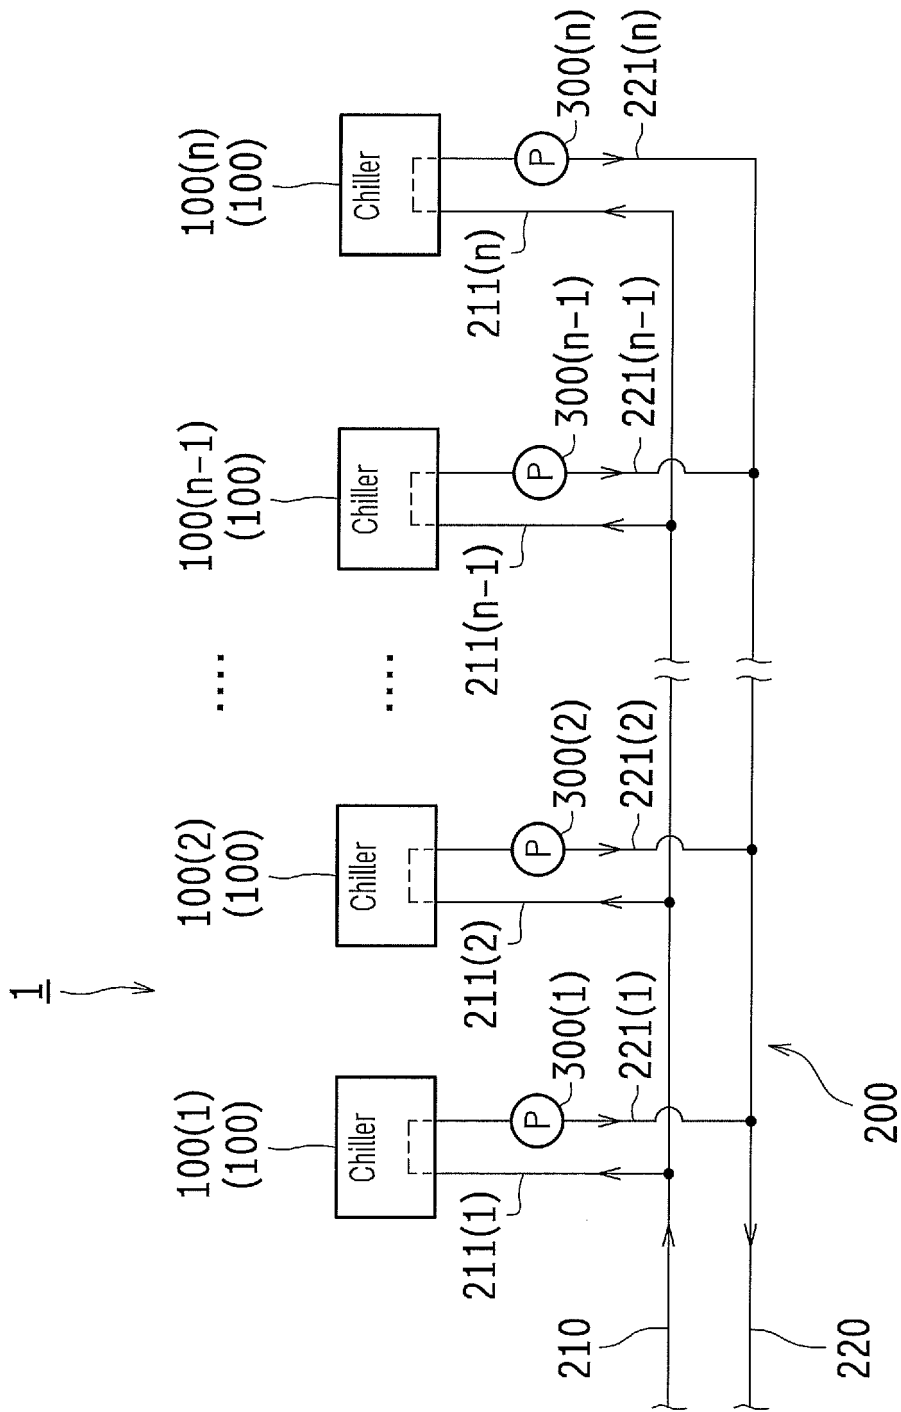 1
100(1)
(100)
100(2)
(100)
....
100(n-1)
(100)
100(n)
(100)
Chiller
Chiller
....
Chiller
Chiller
211(1)
300(1)
211(2)
300(2)
211(n-1)
300(n-1)
211(n)
300(n)
P
P
P
P
221(1)
221(2)
221(n-1)
221(n)
210
220
200